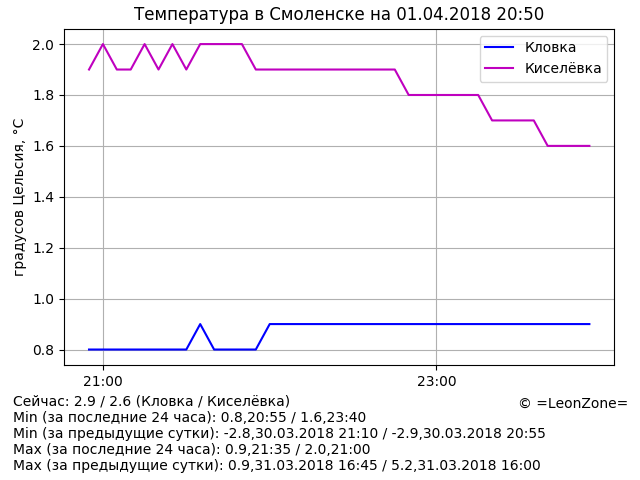 Температура в Смоленске на 01.04.2018 20:50
Кловка
Киселёвка
градусов Цельсия, °C
2.0
1.8
1.6
1.4
1.2
1.0
0.8
21:00
23:00
Сейчас: 2.9 / 2.6 (Кловка / Киселёвка)
© =LeonZone=
Min (за последние 24 часа): 0.8,20:55 / 1.6,23:40
Min (за предыдущие сутки): -2.8,30.03.2018 21:10 / -2.9,30.03.2018 20:55
Max (за последние 24 часа): 0.9,21:35 / 2.0,21:00
Max (за предыдущие сутки): 0.9,31.03.2018 16:45 / 5.2,31.03.2018 16:00